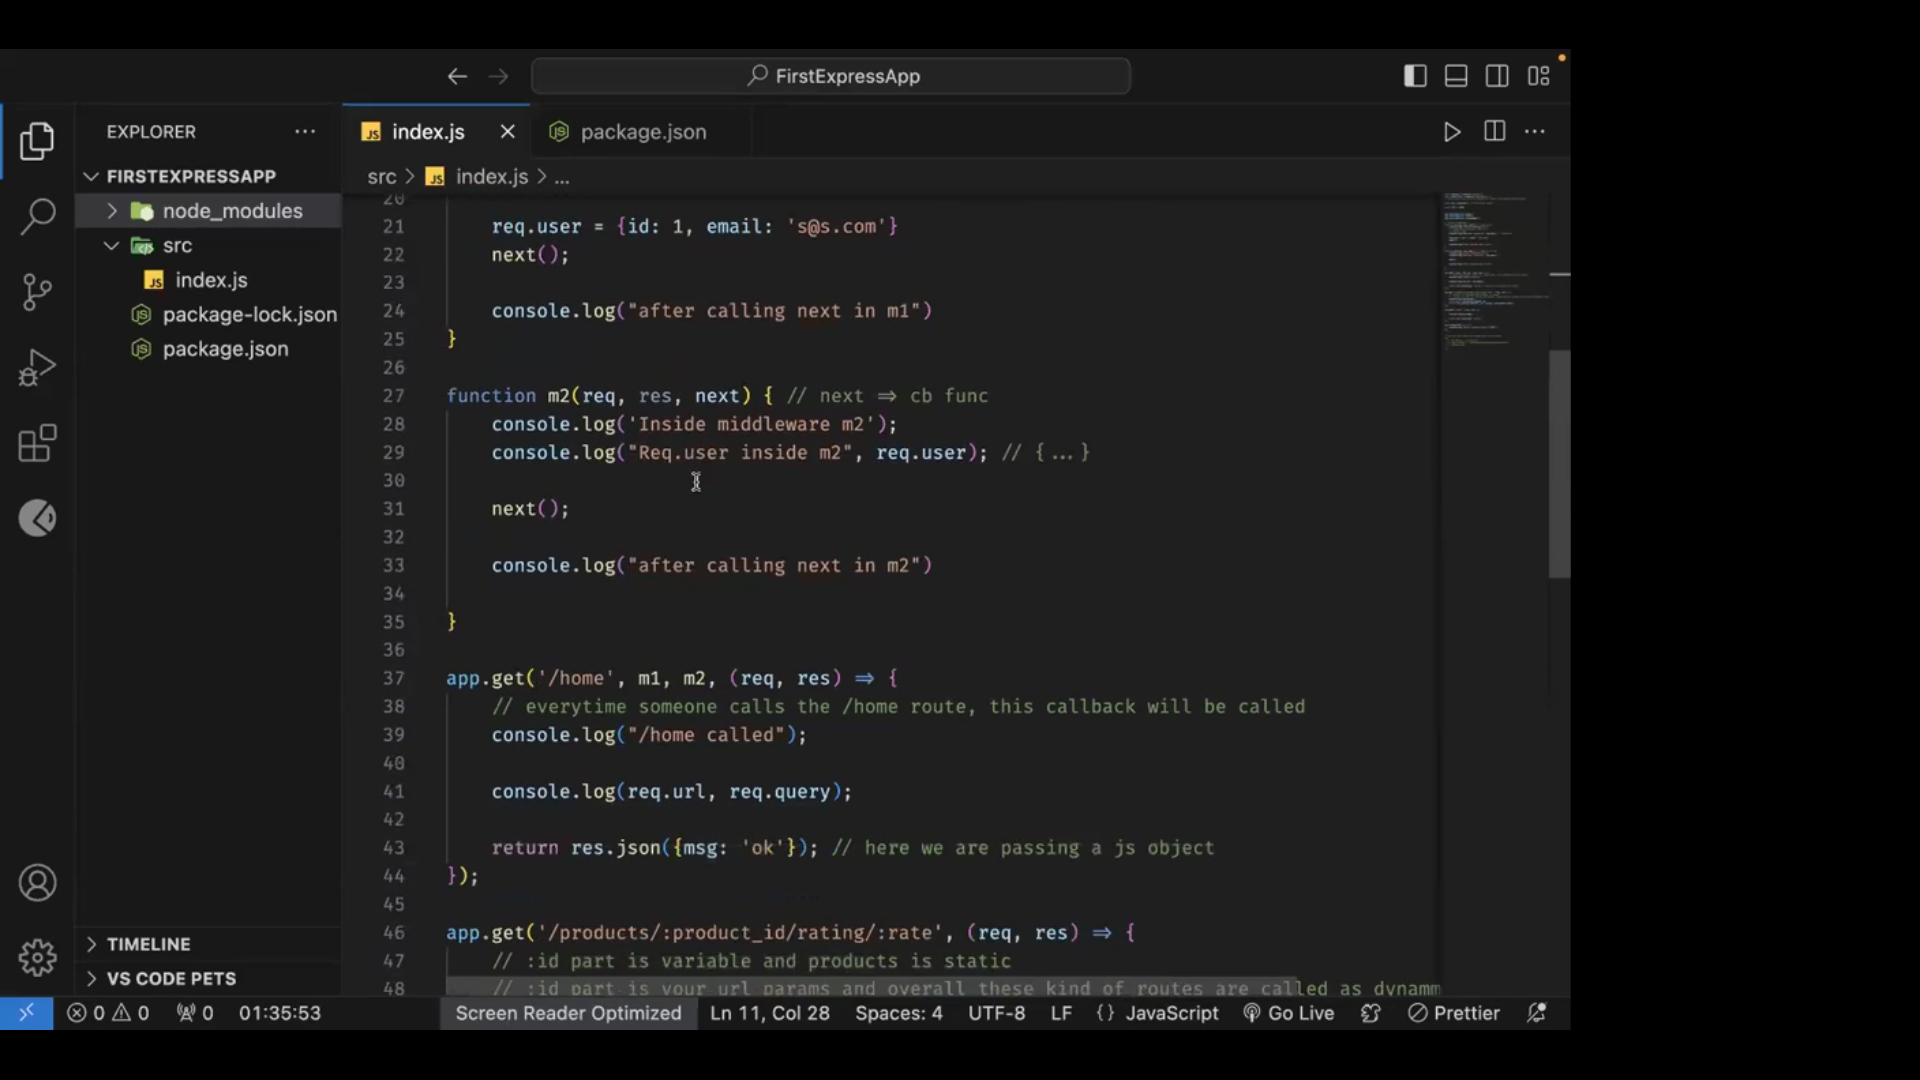 FirstExpressApp
EXPLORER
index.js
package.json
FIRSTEXPRESSAPP
src > index.js > ...
node_modules
src
index.js
package-lock.json
package.json
20
21 req.user = {id: 1, email: 's@s.com'}
22 next();
23
24 console.log("after calling next in m1")
25 }
26
27 function m2(req, res, next) { // next => cb func
28 console.log('Inside middleware m2');
29 console.log("Req.user inside m2", req.user); // {...}
30
31 next();
32
33 console.log("after calling next in m2")
34
35 }
36
37 app.get('/home', m1, m2, (req, res) => {
38 // everytime someone calls the /home route, this callback will be called
39 console.log("/home called");
40
41 console.log(req.url, req.query);
42
43 return res.json({msg: 'ok'}); // here we are passing a js object
44 });
45
46 app.get('/products/:product_id/rating/:rate', (req, res) => {
47 // :id part is variable and products is static
48 // :id part is your url params and overall these kind of routes are called as dynamm
TIMELINE
VS CODE PETS
0 0 0 01:35:53 Screen Reader Optimized Ln 11, Col 28 Spaces: 4 UTF-8 LF {} JavaScript Go Live Prettier